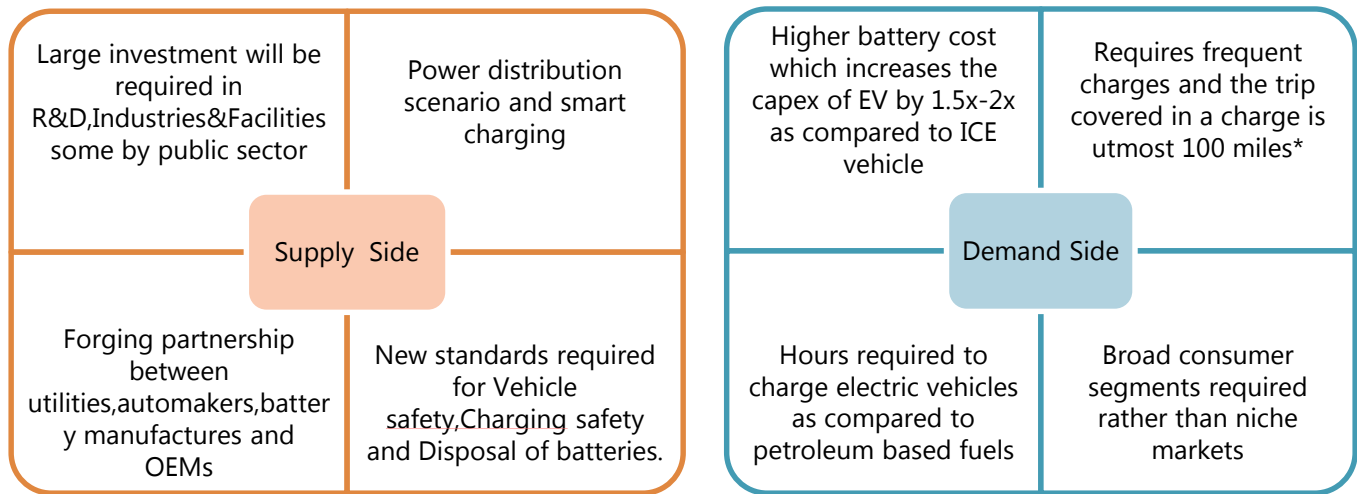 Large investment will be
required in
R&D,Industries&Facilities
some by public sector
Power distribution
scenario and smart
charging
Supply Side
Forging partnership
between
utilities,automakers,batter
y manufactures and
OEMs
New standards required
for Vehicle
safety,Charging safety
and Disposal of batteries.
Higher battery cost
which increases the
capex of EV by 1.5x-2x
as compared to ICE
vehicle
Requires frequent
charges and the trip
covered in a charge is
utmost 100 miles*
Demand Side
Hours required to
charge electric vehicles
as compared to
petroleum based fuels
Broad consumer
segments required
rather than niche
markets